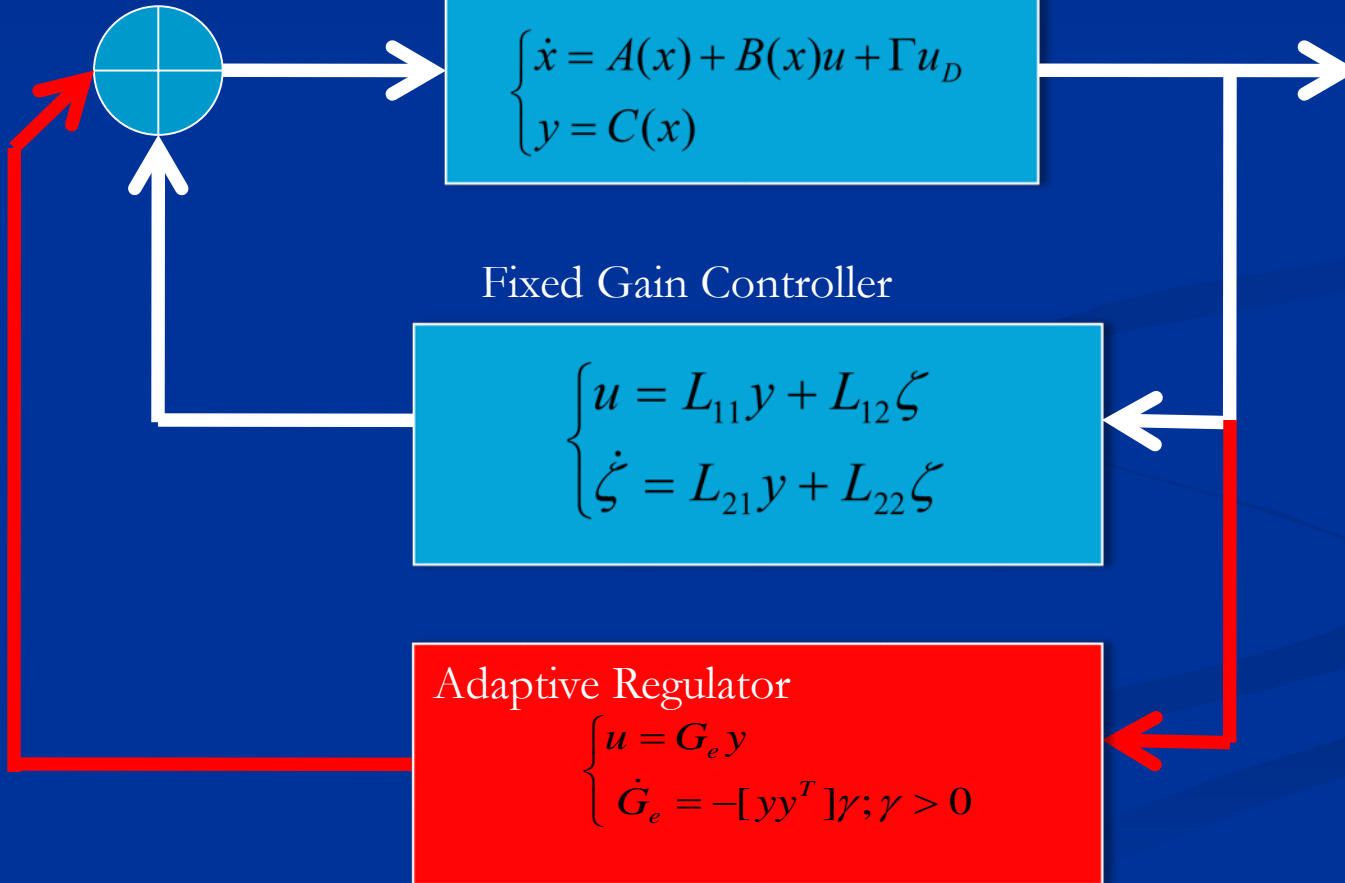 ẋ = A(x) + B(x)u + Γu_D
y = C(x)
Fixed Gain Controller
u = L₁₁y + L₁₂ζ
ζ̇ = L₂₁y + L₂₂ζ
Adaptive Regulator
u = G_e y
Ġ_e = −[yy^T]γ; γ > 0